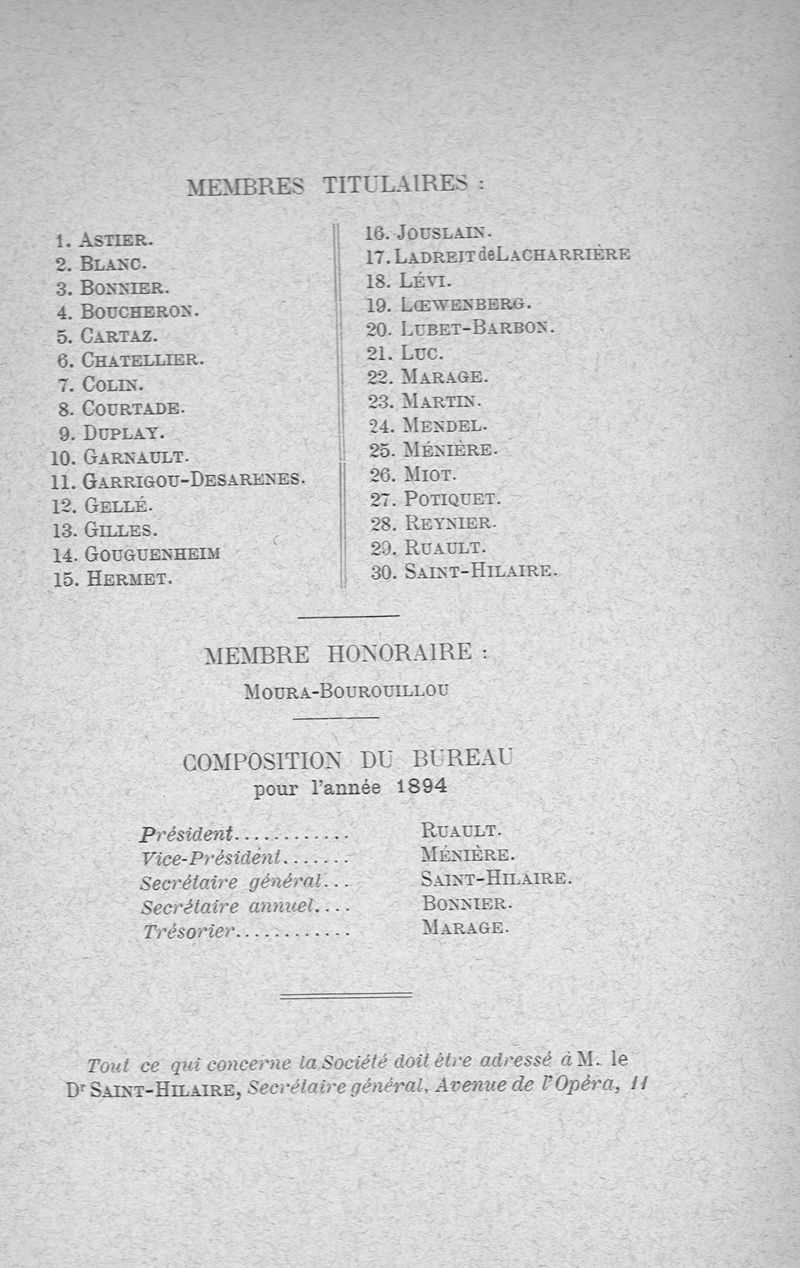 MEMBRES TITULAIRES :
1. ASTIER.
2. BLANC.
3. BONNIER.
4. BOUCHERON.
5. CARTAZ.
6. CHATELLIER.
7. COLIN.
8. COURTADE.
9. DUPLAY.
10. GARNAULT.
11. GARRIGOU-DESARENES.
12. GELLÉ.
13. GILLES.
14. GOUGUENHEIM
15. HERMET.
16. JOUSLAIN.
17. LADREIT de LACHARRIÈRE
18. LÉVI.
19. LŒWENBERG.
20. LUBET-BARBON.
21. LUC.
22. MARAGE.
23. MARTIN.
24. MENDEL.
25. MÉNIÈRE.
26. MIOT.
27. POTIQUET.
28. REYNIER.
29. RUAULT.
30. SAINT-HILAIRE.
MEMBRE HONORAIRE :
MOURA-BOUROUILLOU
COMPOSITION DU BUREAU
pour l'année 1894
Président............ RUAULT.
Vice-Président....... MÉNIÈRE.
Secrétaire général... SAINT-HILAIRE.
Secrétaire annuel.... BONNIER.
Trésorier............ MARAGE.
Tout ce qui concerne la Société doit être adressé à M. le
Dr SAINT-HILAIRE, Secrétaire général, Avenue de l'Opéra, 11